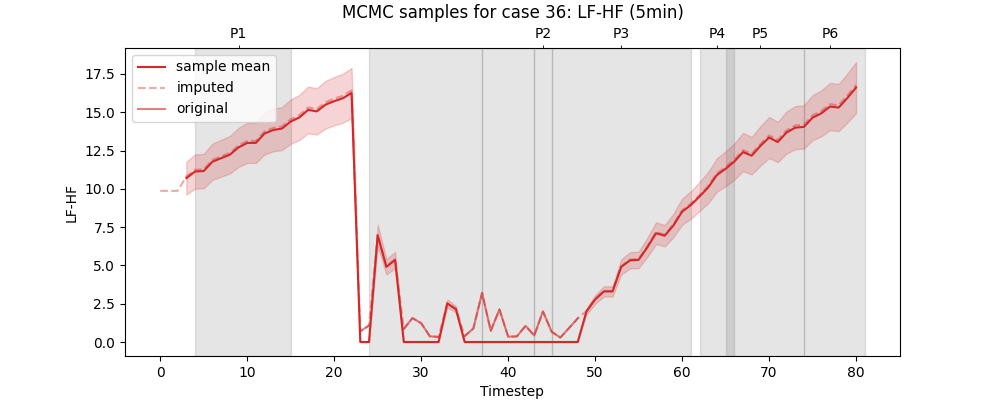 MCMC samples for case 36: LF-HF (5min)
P1 P2 P3 P4 P5 P6
sample mean
imputed
original
17.5
15.0
12.5
10.0
7.5
5.0
2.5
0.0
LF-HF
0 10 20 30 40 50 60 70 80
Timestep